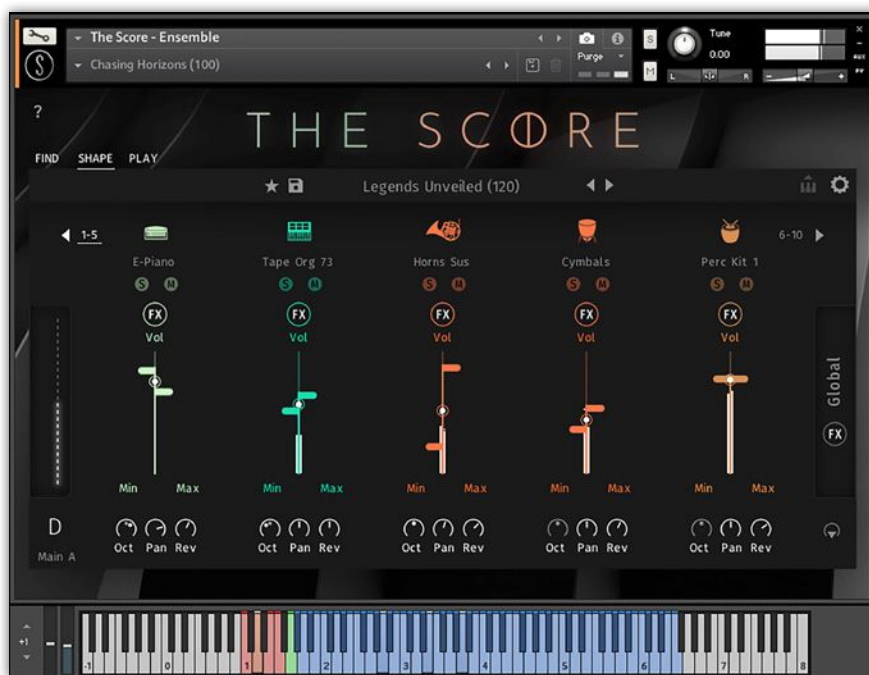 The Score - Ensemble
Chasing Horizons (100)
Purge
S
M
Tune
0.00
L R
- +
AUX
PV
S
?
THE SCORE
FIND SHAPE PLAY
Legends Unveiled (120)
1-5
6-10
E-Piano Tape Org 73 Horns Sus Cymbals Perc Kit 1
S M S M S M S M S M
FX FX FX FX FX
Vol Vol Vol Vol Vol
Global
FX
Min Max Min Max Min Max Min Max Min Max
D
Main A
Oct Pan Rev Oct Pan Rev Oct Pan Rev Oct Pan Rev Oct Pan Rev
+1
-1 0 1 2 3 4 5 6 7 8